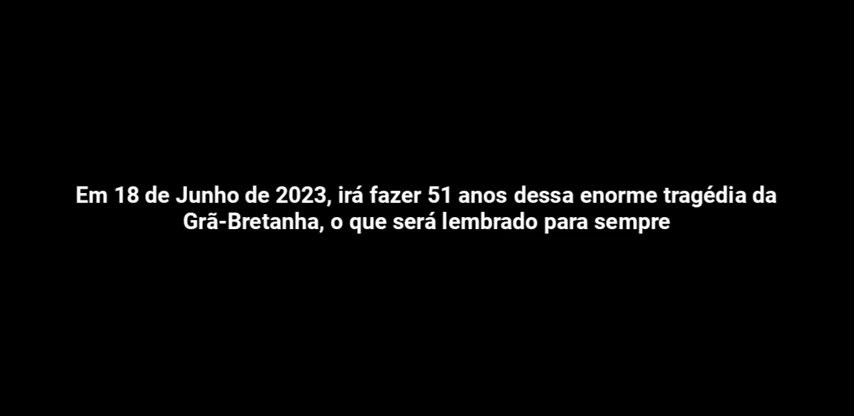 Em 18 de Junho de 2023, irá fazer 51 anos dessa enorme tragédia da
Grã-Bretanha, o que será lembrado para sempre